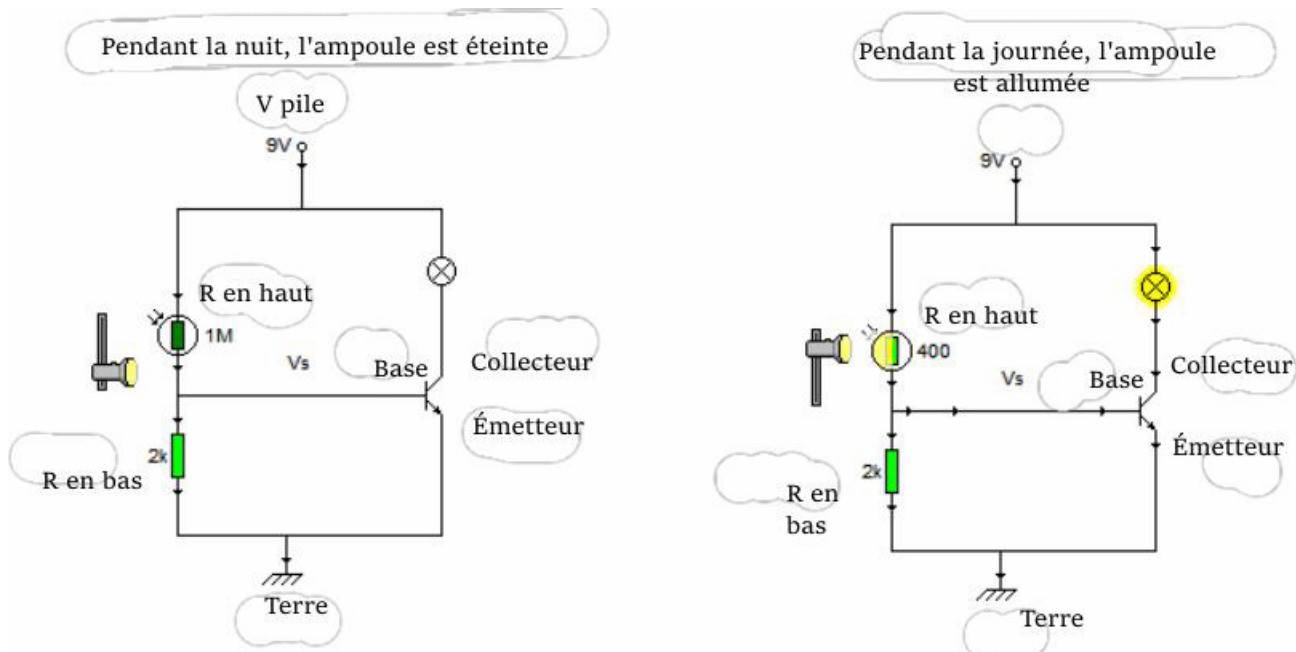 Pendant la nuit, l'ampoule est éteinte
V pile
9V
R en haut
1M
Vs
Base
Collecteur
Émetteur
2k
R en bas
Terre
Pendant la journée, l'ampoule
est allumée
9V
R en haut
400
Vs
Base
Collecteur
Émetteur
2k
R en
bas
Terre